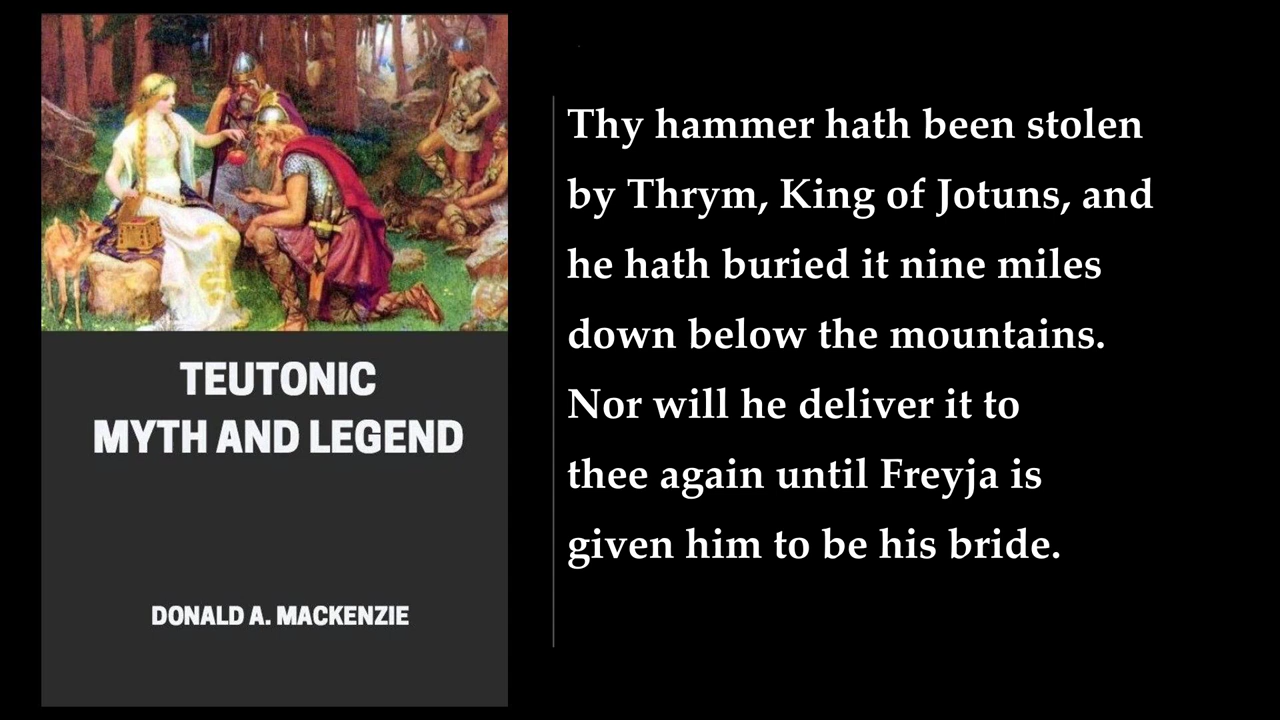 TEUTONIC
MYTH AND LEGEND
DONALD A. MACKENZIE
Thy hammer hath been stolen
by Thrym, King of Jotuns, and
he hath buried it nine miles
down below the mountains.
Nor will he deliver it to
thee again until Freyja is
given him to be his bride.